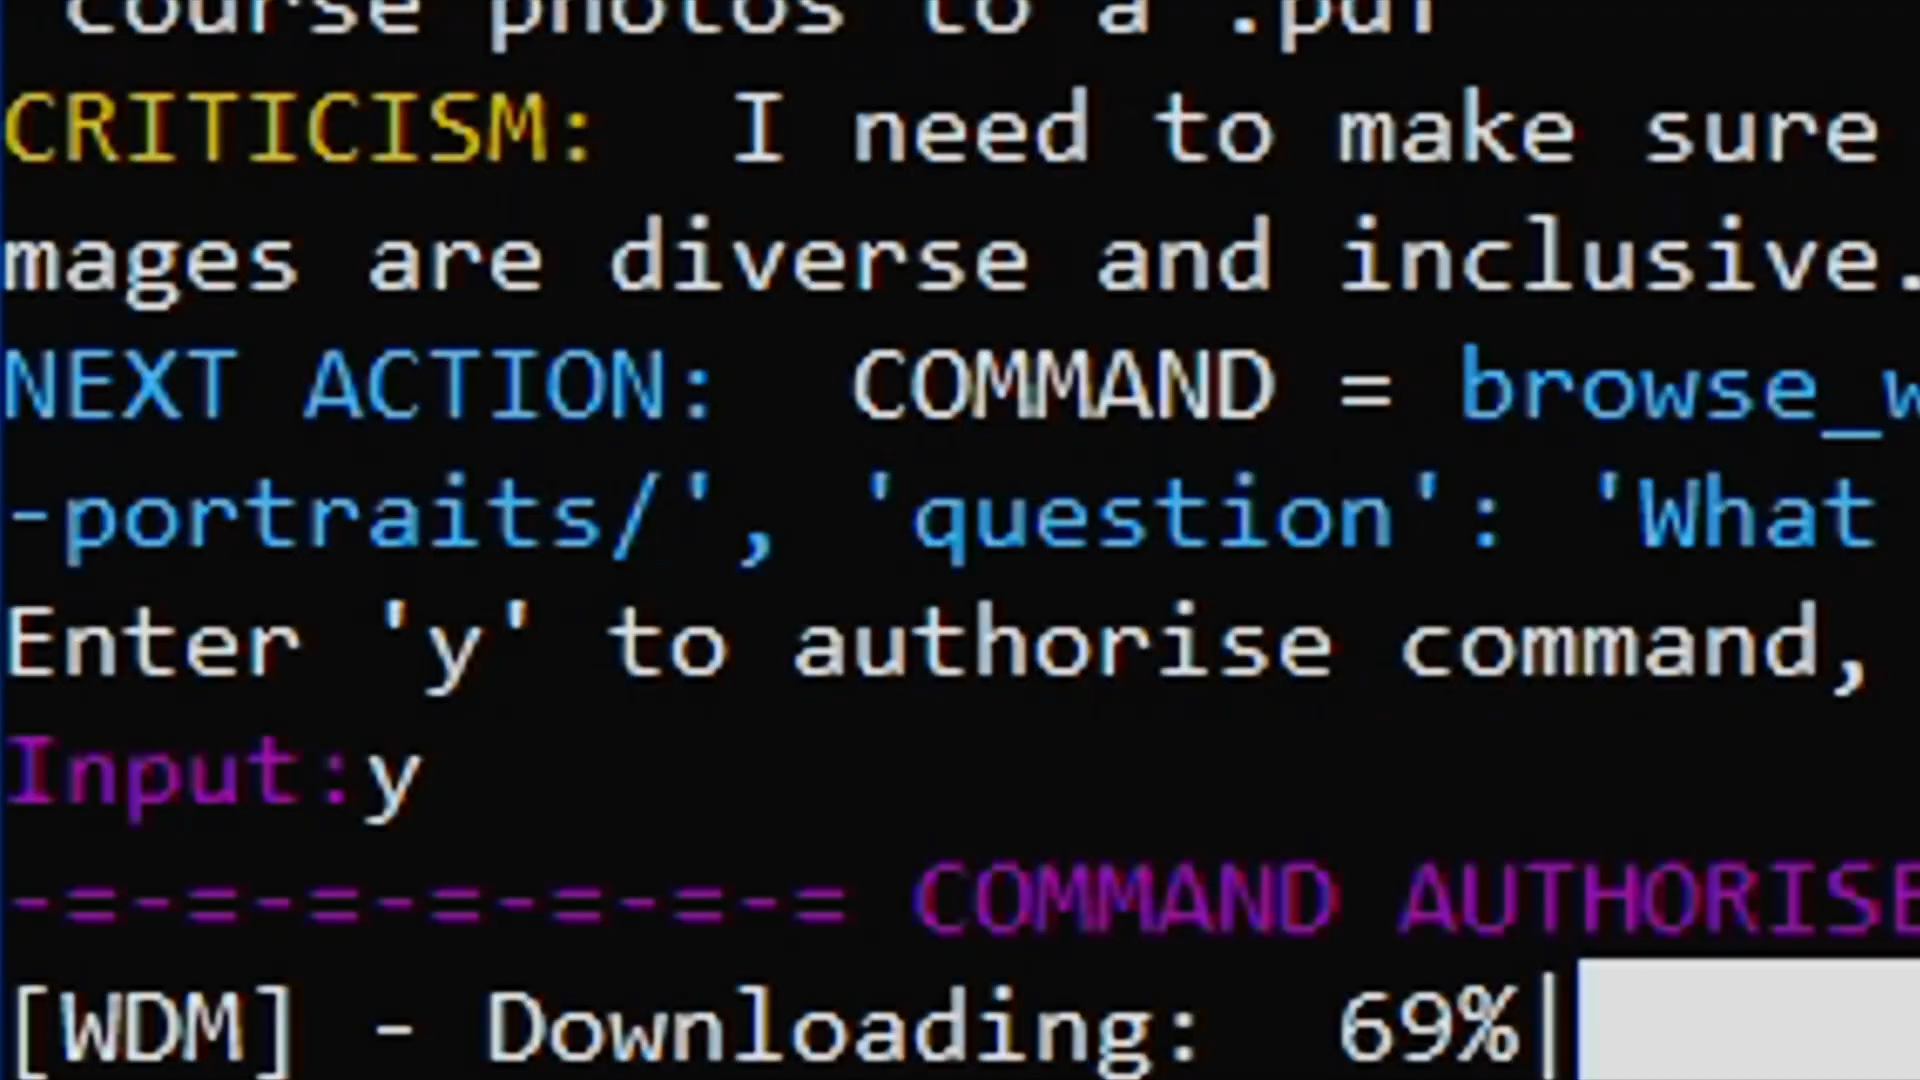 course photos to a .pdf
CRITICISM: I need to make sure
mages are diverse and inclusive.
NEXT ACTION: COMMAND = browse_w
-portraits/', 'question': 'What
Enter 'y' to authorise command,
Input:y
-=-=-=-=-=-=-= COMMAND AUTHORISE
[WDM] - Downloading: 69%|